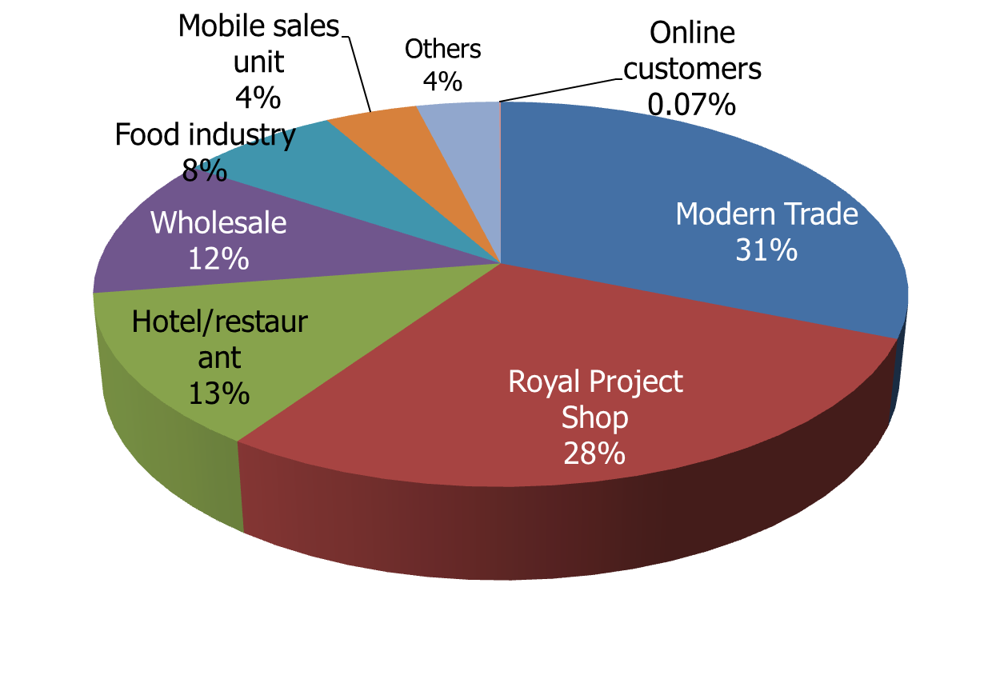 Mobile sales
unit
4%
Others
4%
Online
customers
0.07%
Food industry
8%
Modern Trade
31%
Wholesale
12%
Hotel/restaur
ant
13%
Royal Project
Shop
28%